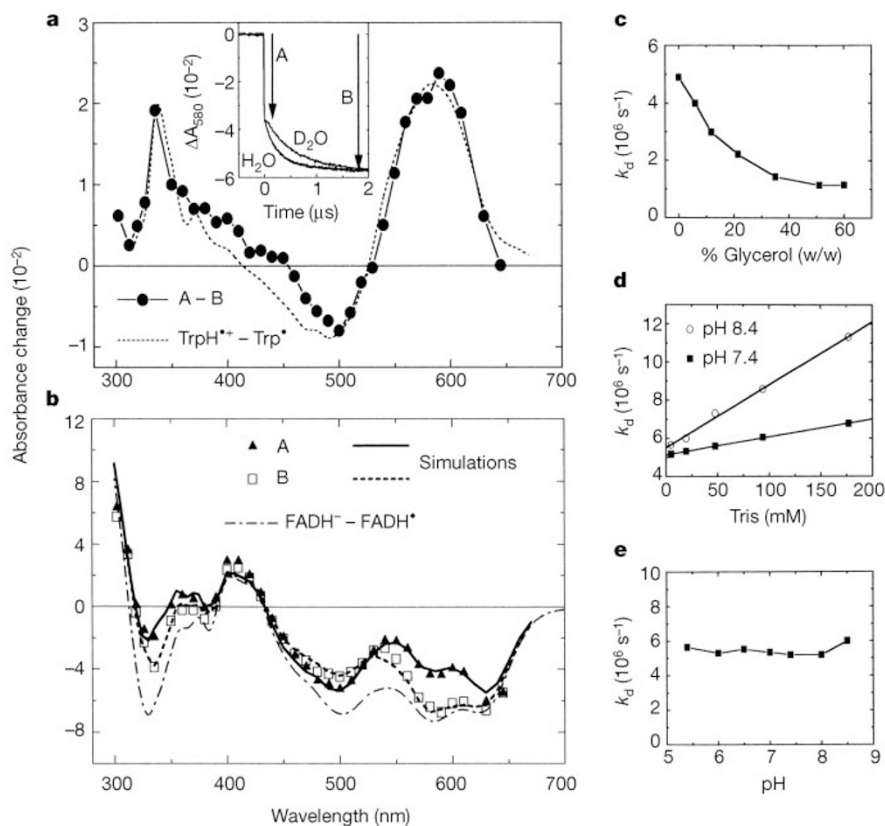 a
ΔA580 (10−2)
0
−2
−4
−6
A
B
D2O
H2O
0 1 2
Time (μs)
3
2
1
0
−1
A – B
TrpH•+ – Trp•
300 400 500 600 700
Absorbance change (10−2)
b
12
8
4
0
−4
−8
A
B
Simulations
FADH− – FADH•
300 400 500 600 700
Wavelength (nm)
c
kd (106 s−1)
6
4
2
0
0 20 40 60
% Glycerol (w/w)
d
kd (106 s−1)
12
10
8
6
4
pH 8.4
pH 7.4
0 50 100 150 200
Tris (mM)
e
kd (106 s−1)
10
8
6
4
2
0
5 6 7 8 9
pH